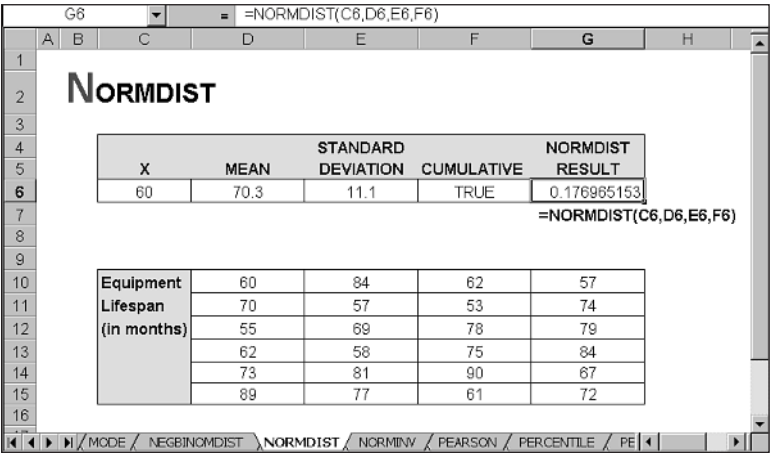 G6 = =NORMDIST(C6,D6,E6,F6)
A B C D E F G H
1
2 NORMDIST
3
4 STANDARD NORMDIST
5 X MEAN DEVIATION CUMULATIVE RESULT
6 60 70.3 11.1 TRUE 0.176965153
7 =NORMDIST(C6,D6,E6,F6)
8
9
10 Equipment 60 84 62 57
11 Lifespan 70 57 53 74
12 (in months) 55 69 78 79
13 62 58 75 84
14 73 81 90 67
15 89 77 61 72
16
MODE NEGBINOMDIST NORMDIST NORMINV PEARSON PERCENTILE PE